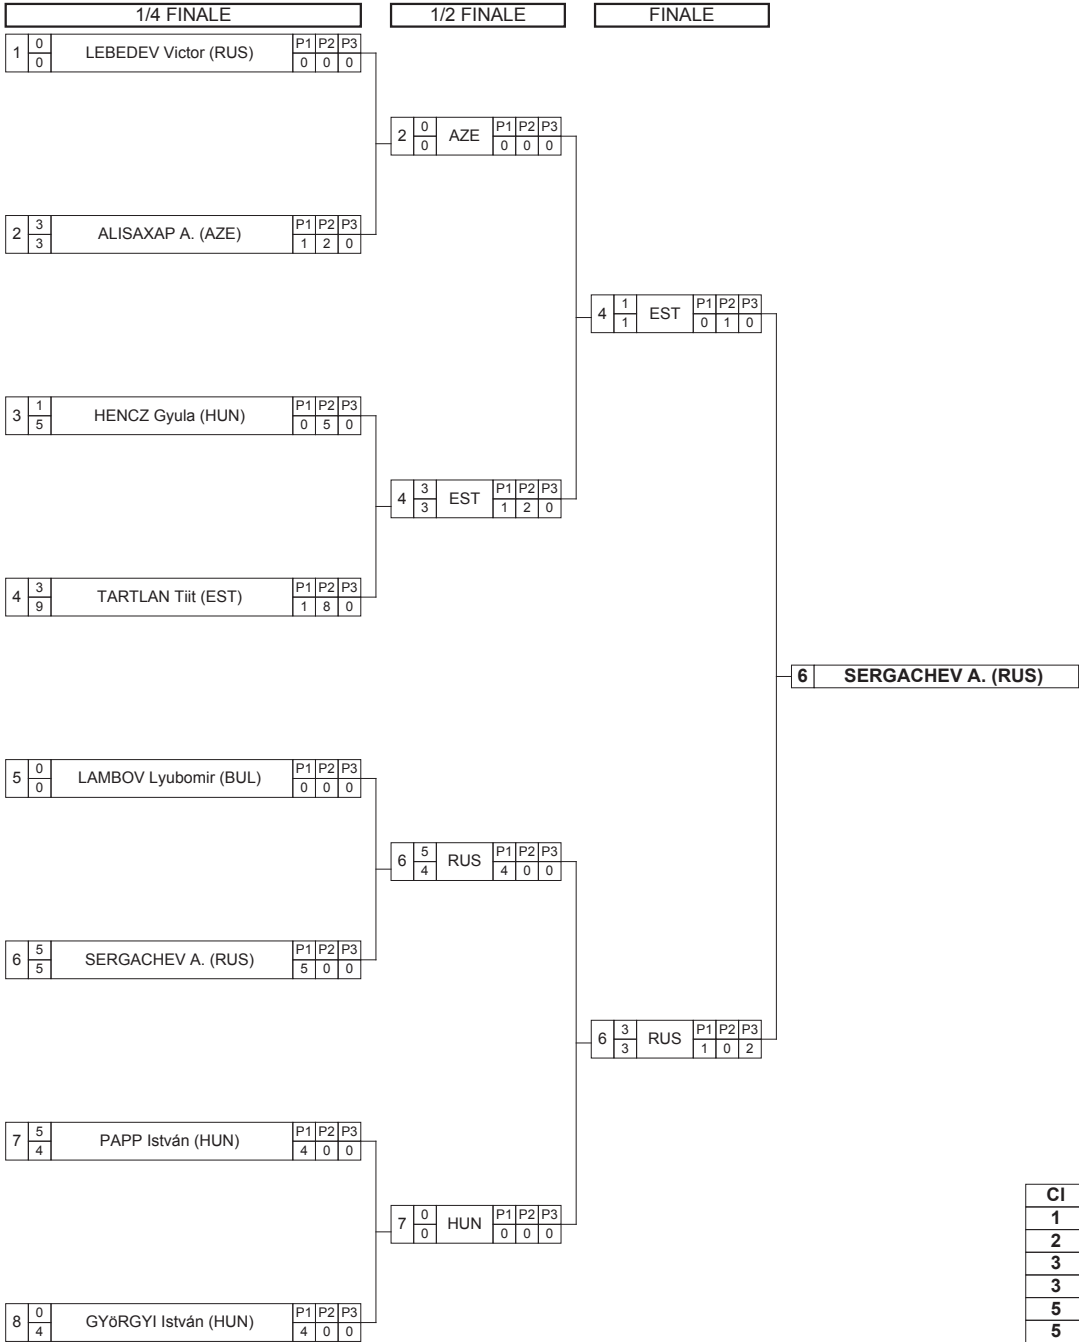 1/4 FINALE 1/2 FINALE FINALE
1 0 0 LEBEDEV Victor (RUS) P1 P2 P3 0 0 0
2 0 0 AZE P1 P2 P3 0 0 0
2 3 3 ALISAXAP A. (AZE) P1 P2 P3 1 2 0
4 1 1 EST P1 P2 P3 0 1 0
3 1 5 HENCZ Gyula (HUN) P1 P2 P3 0 5 0
4 3 3 EST P1 P2 P3 1 2 0
4 3 9 TARTLAN Tiit (EST) P1 P2 P3 1 8 0
6 SERGACHEV A. (RUS)
5 0 0 LAMBOV Lyubomir (BUL) P1 P2 P3 0 0 0
6 5 4 RUS P1 P2 P3 4 0 0
6 5 5 SERGACHEV A. (RUS) P1 P2 P3 5 0 0
6 3 3 RUS P1 P2 P3 1 0 2
7 5 4 PAPP István (HUN) P1 P2 P3 4 0 0
7 0 0 HUN P1 P2 P3 0 0 0
8 0 4 GYöRGYI István (HUN) P1 P2 P3 4 0 0
Cl
1
2
3
3
5
5